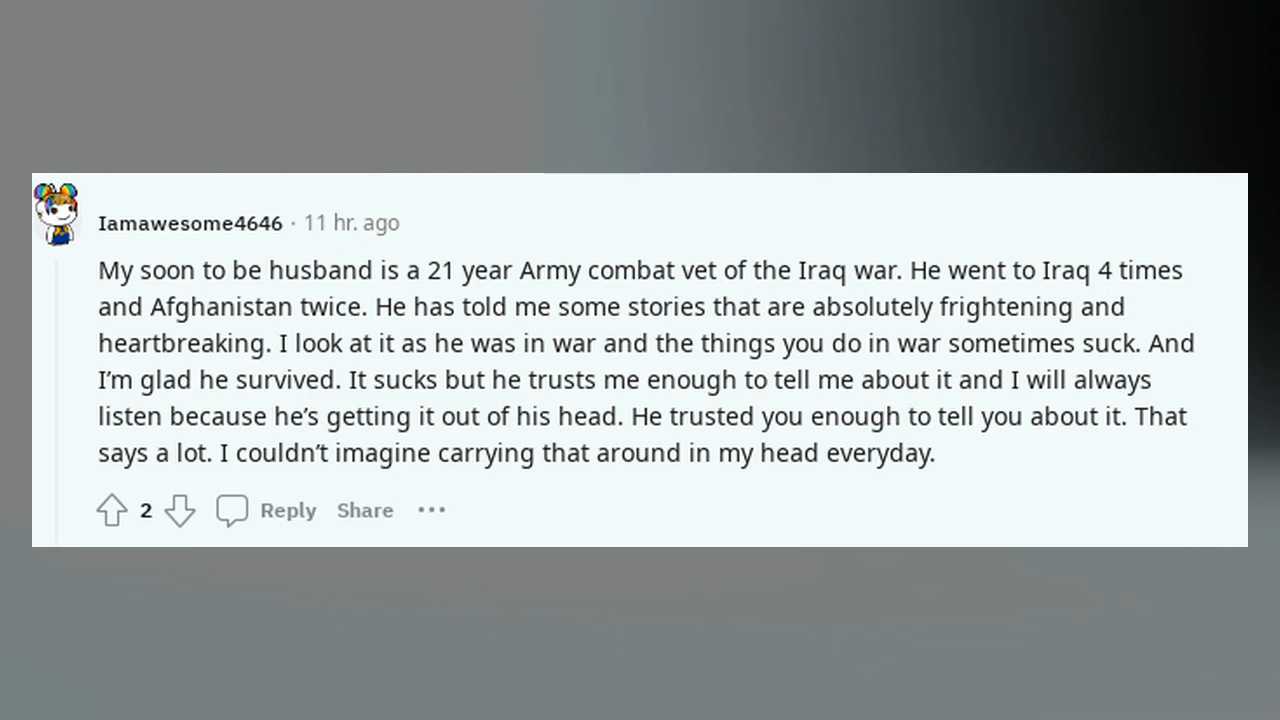 Iamawesome4646 · 11 hr. ago
My soon to be husband is a 21 year Army combat vet of the Iraq war. He went to Iraq 4 times
and Afghanistan twice. He has told me some stories that are absolutely frightening and
heartbreaking. I look at it as he was in war and the things you do in war sometimes suck. And
I’m glad he survived. It sucks but he trusts me enough to tell me about it and I will always
listen because he’s getting it out of his head. He trusted you enough to tell you about it. That
says a lot. I couldn’t imagine carrying that around in my head everyday.
2 Reply Share